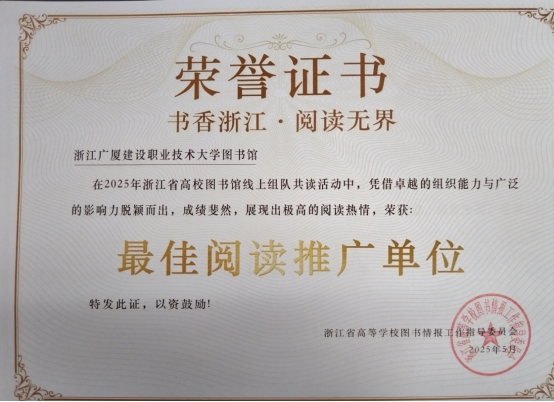 荣誉证书
书香浙江·阅读无界
浙江广厦建设职业技术大学图书馆
在2025年浙江省高校图书馆线上组队共读活动中，凭借卓越的组织能力与广泛
的影响力脱颖而出，成绩斐然，展现出极高的阅读热情，荣获:
最佳阅读推广单位
特发此证，以资鼓励！
浙江省高等学校图书情报工作指导委员会
2025年5月